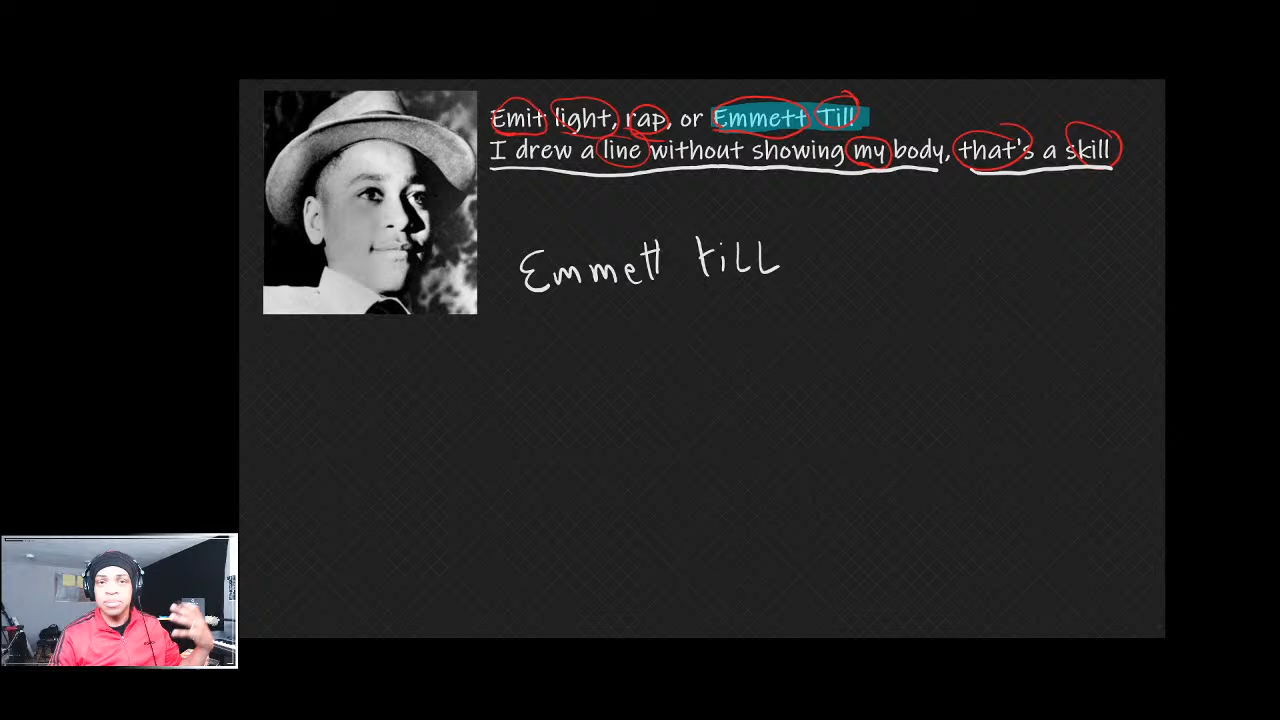 Emit light, rap, or Emmett Till
I drew a line without showing my body, that's a skill
Emmett till